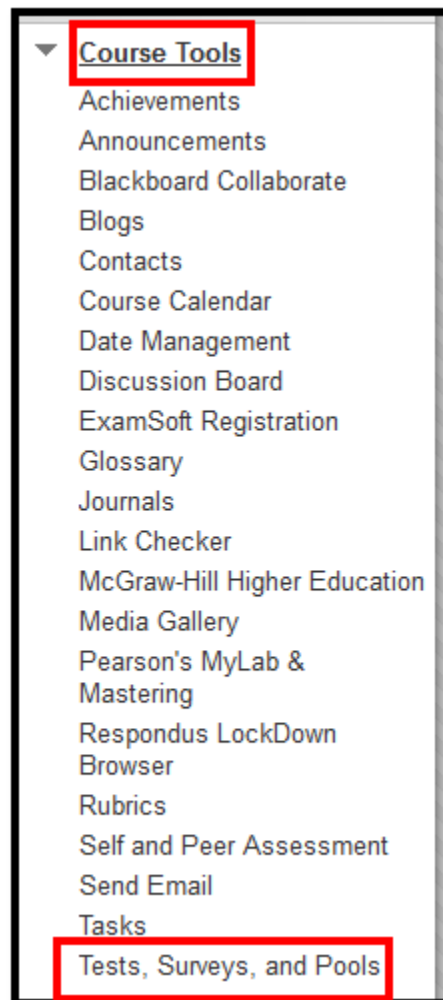 Course Tools
Achievements
Announcements
Blackboard Collaborate
Blogs
Contacts
Course Calendar
Date Management
Discussion Board
ExamSoft Registration
Glossary
Journals
Link Checker
McGraw-Hill Higher Education
Media Gallery
Pearson's MyLab &
Mastering
Respondus LockDown
Browser
Rubrics
Self and Peer Assessment
Send Email
Tasks
Tests, Surveys, and Pools